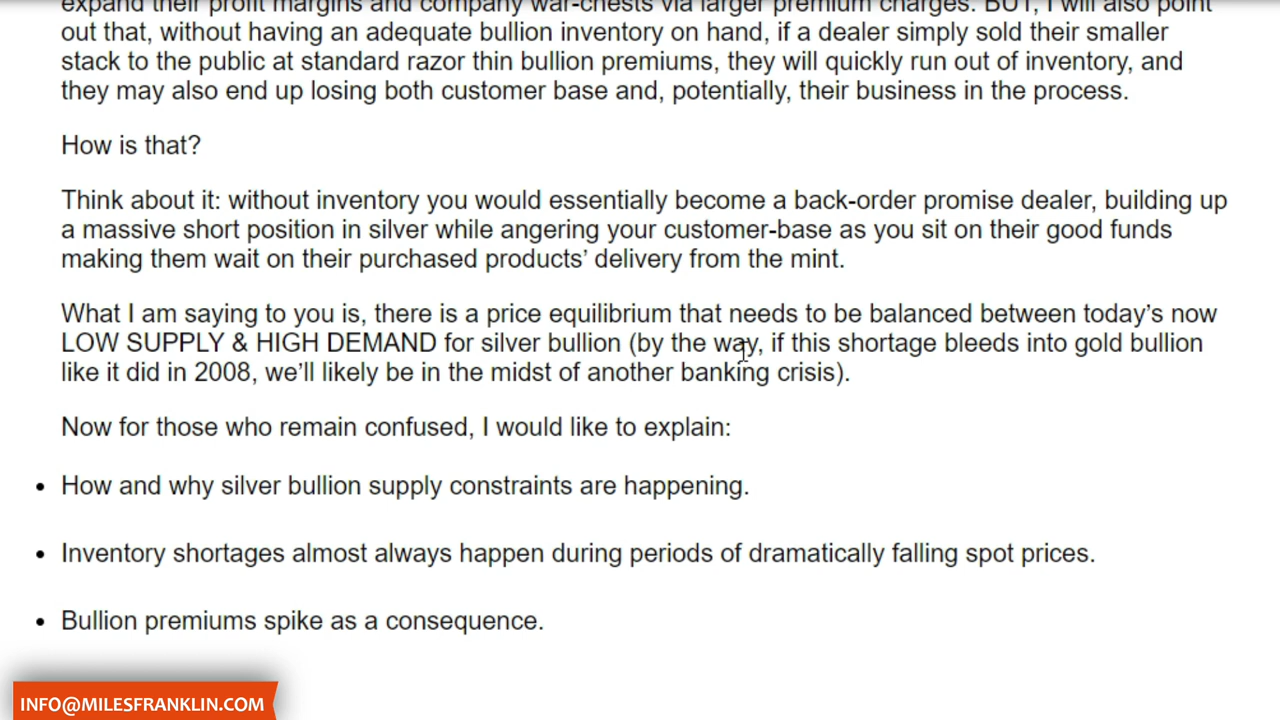 expand their profit margins and company war-chests via larger premium charges. BUT, I will also point
out that, without having an adequate bullion inventory on hand, if a dealer simply sold their smaller
stack to the public at standard razor thin bullion premiums, they will quickly run out of inventory, and
they may also end up losing both customer base and, potentially, their business in the process.
How is that?
Think about it: without inventory you would essentially become a back-order promise dealer, building up
a massive short position in silver while angering your customer-base as you sit on their good funds
making them wait on their purchased products’ delivery from the mint.
What I am saying to you is, there is a price equilibrium that needs to be balanced between today’s now
LOW SUPPLY & HIGH DEMAND for silver bullion (by the way, if this shortage bleeds into gold bullion
like it did in 2008, we’ll likely be in the midst of another banking crisis).
Now for those who remain confused, I would like to explain:
• How and why silver bullion supply constraints are happening.
• Inventory shortages almost always happen during periods of dramatically falling spot prices.
• Bullion premiums spike as a consequence.
INFO@MILESFRANKLIN.COM